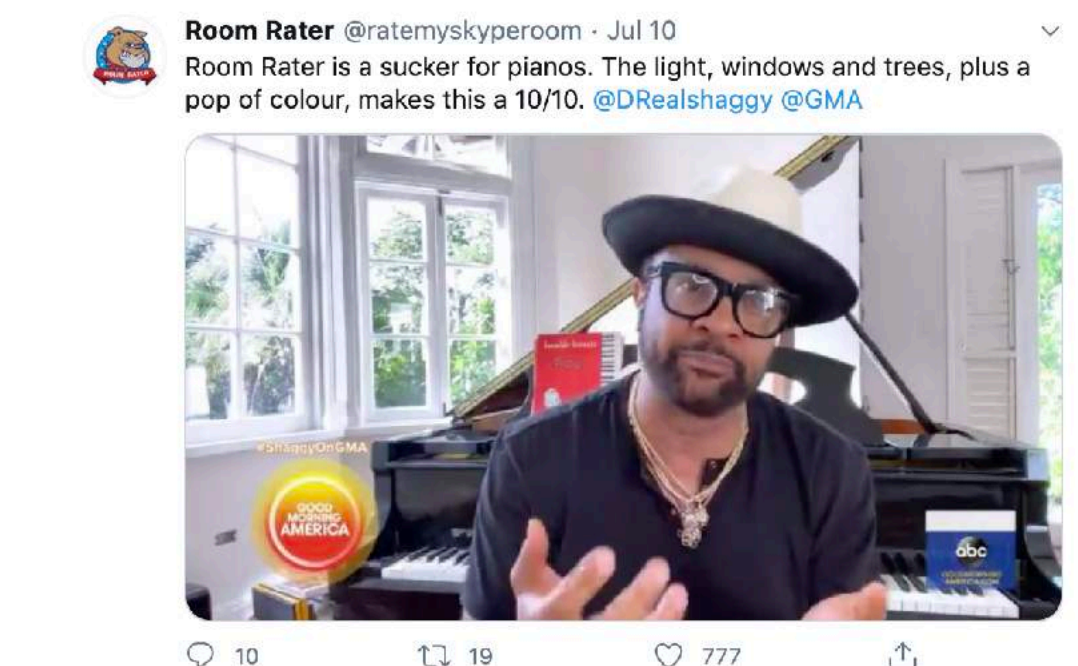 Room Rater @ratemyskyperoom · Jul 10
Room Rater is a sucker for pianos. The light, windows and trees, plus a
pop of colour, makes this a 10/10. @DRealshaggy @GMA
#ShaggyOnGMA
GOOD
MORNING
AMERICA
abc
10 19 777